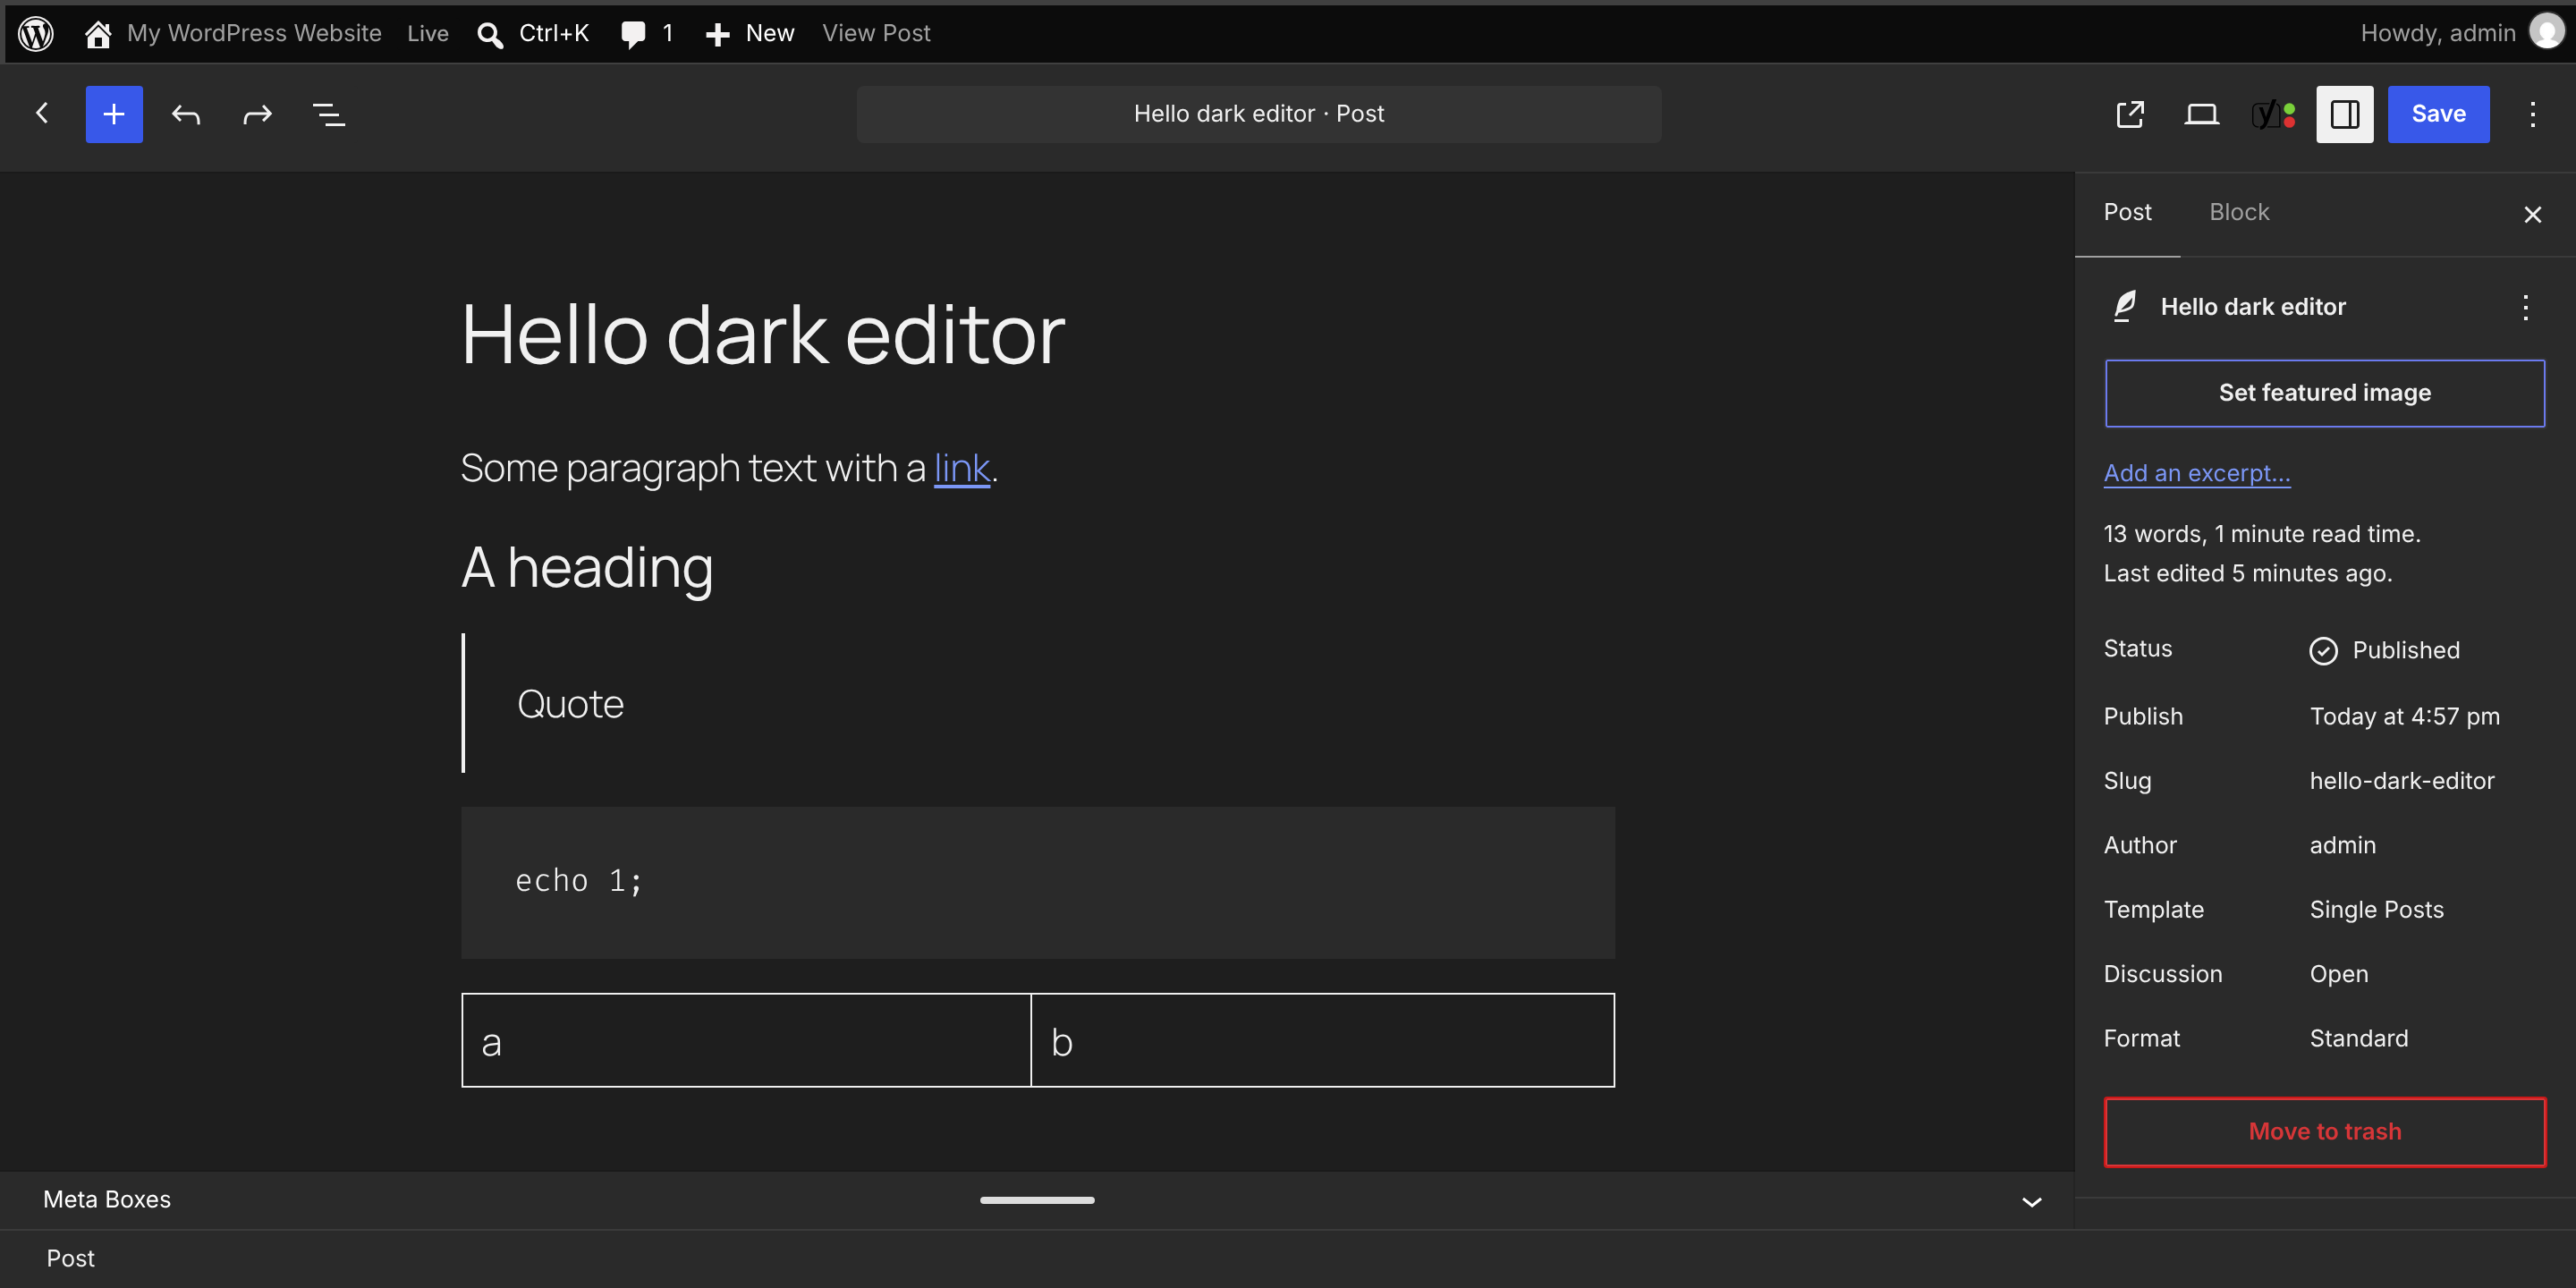 My WordPress Website Live Ctrl+K 1 New View Post Howdy, admin
Hello dark editor · Post
Save
Post Block
Hello dark editor
Set featured image
Add an excerpt...
13 words, 1 minute read time.
Last edited 5 minutes ago.
Status Published
Publish Today at 4:57 pm
Slug hello-dark-editor
Author admin
Template Single Posts
Discussion Open
Format Standard
Move to trash
Hello dark editor
Some paragraph text with a link.
A heading
Quote
echo 1;
a b
Meta Boxes
Post